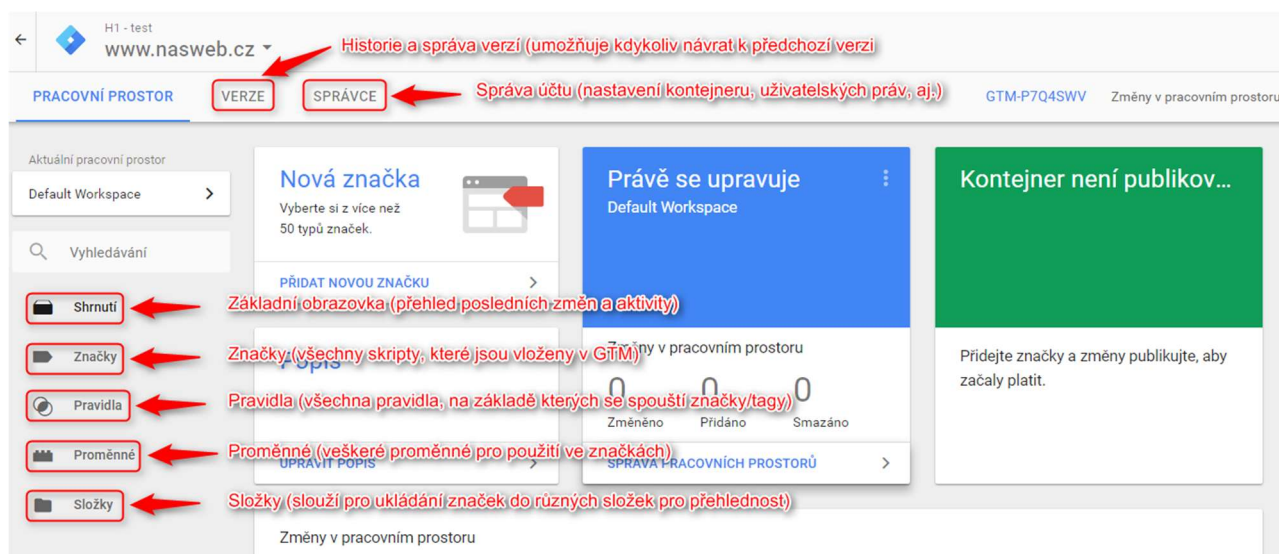 H1 - test
www.nasweb.cz
Historie a správa verzí (umožňuje kdykoliv návrat k předchozí verzi
PRACOVNÍ PROSTOR
VERZE
SPRÁVCE
Správa účtu (nastavení kontejneru, uživatelských práv, aj.)
GTM-P7Q4SWV
Změny v pracovním prostoru
Aktuální pracovní prostor
Default Workspace
Vyhledávání
Shrnutí
Základní obrazovka (přehled posledních změn a aktivity)
Značky
Značky (všechny skripty, které jsou vloženy v GTM)
Pravidla
Pravidla (všechna pravidla, na základě kterých se spouští značky/tagy)
Proměnné
Proměnné (veškeré proměnné pro použití ve značkách)
Složky
Složky (slouží pro ukládání značek do různých složek pro přehlednost)
Nová značka
Vyberte si z více než
50 typů značek.
PŘIDAT NOVOU ZNAČKU
Popis
UPRAVIT POPIS
Právě se upravuje
Default Workspace
Změny v pracovním prostoru
0 0 0
Změněno Přidáno Smazáno
SPRÁVA PRACOVNÍCH PROSTORŮ
Kontejner není publikov...
Přidejte značky a změny publikujte, aby
začaly platit.
Změny v pracovním prostoru